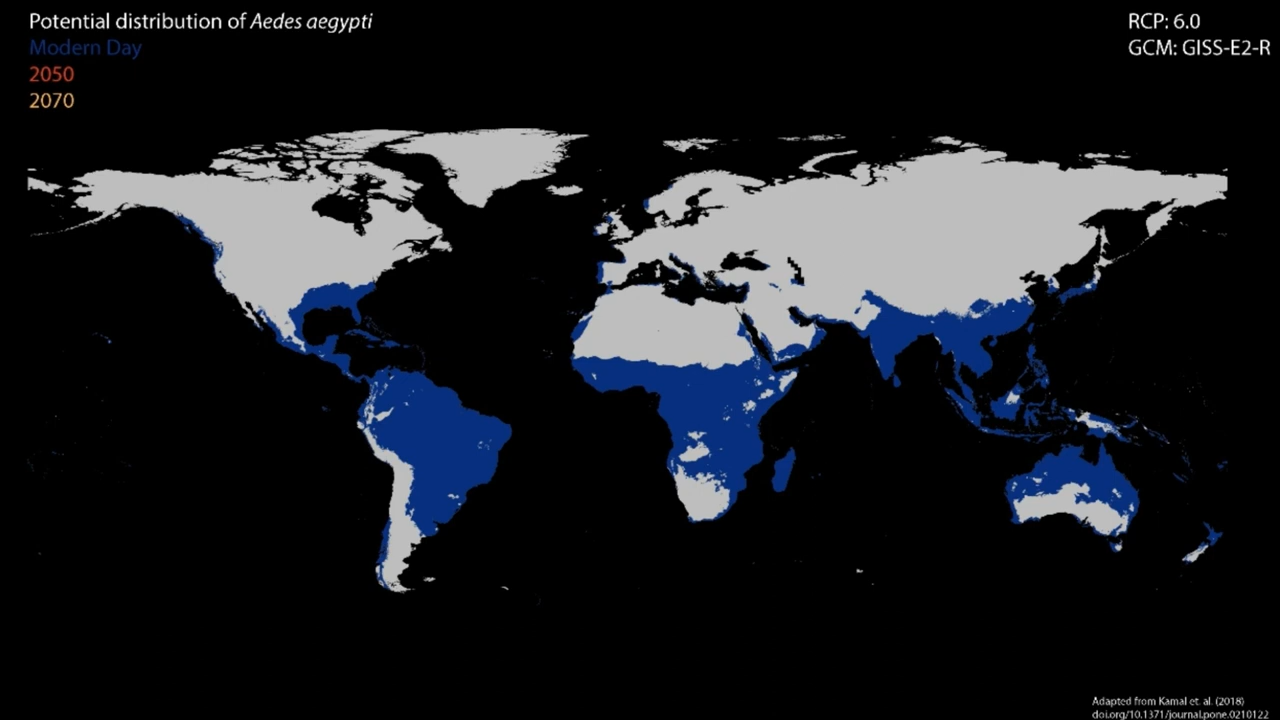 Potential distribution of Aedes aegypti
Modern Day
2050
2070
RCP: 6.0
GCM: GISS-E2-R
Adapted from Kamal et. al. (2018)
doi.org/10.1371/journal.pone.0210122